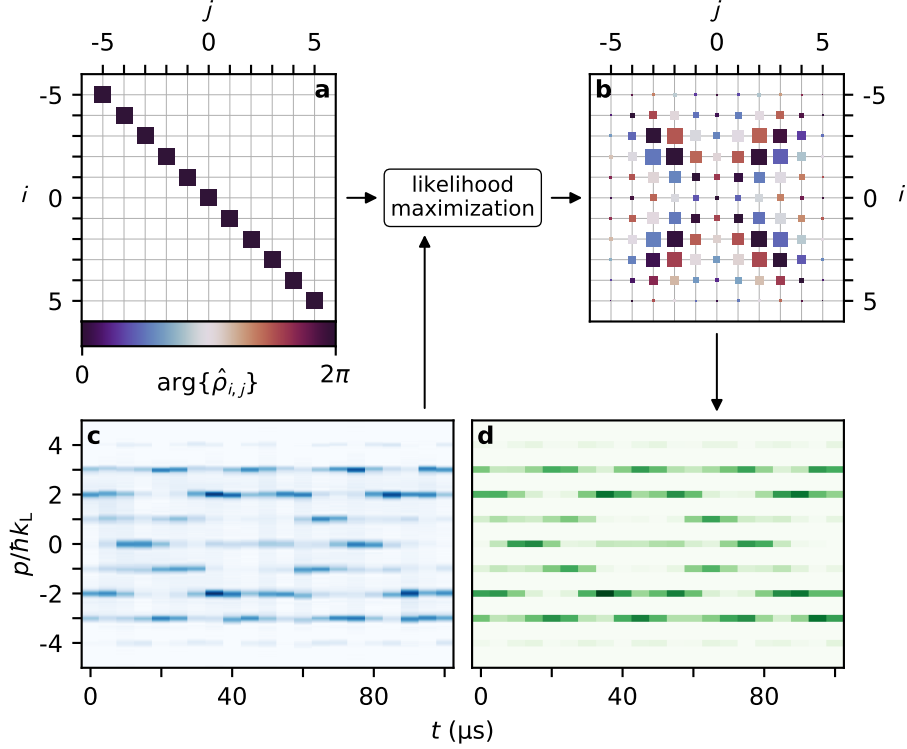 j j
-5 0 5 -5 0 5
a b
-5 -5
i 0 likelihood 0 i
maximization
5 5
0 2π
arg{ρ̂i,j}
c d
4
2
0
-2
-4
p/ħkL
0 40 80 0 40 80
t (μs)